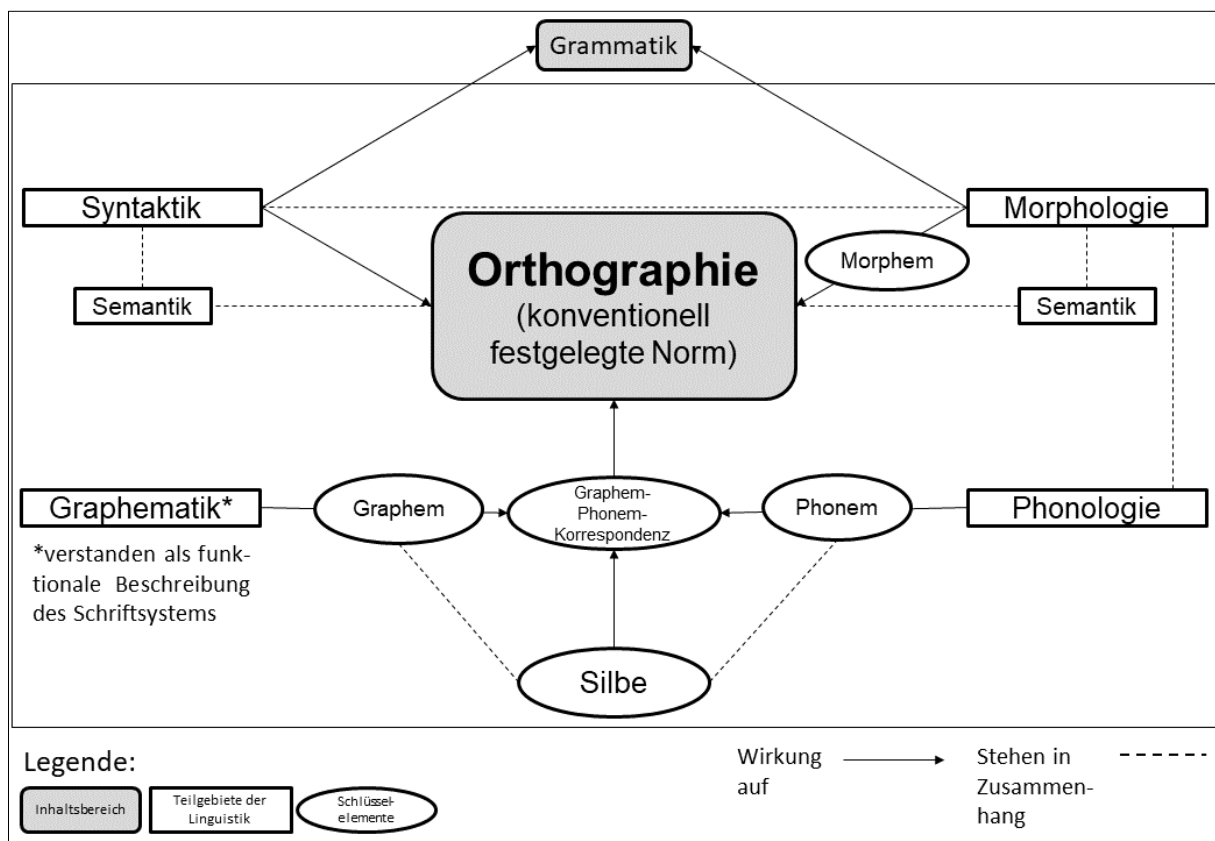 Grammatik
Syntaktik
Morphologie
Orthographie
(konventionell
festgelegte Norm)
Morphem
Semantik
Semantik
Graphematik*
Graphem
Graphem-
Phonem-
Korrespondenz
Phonem
Phonologie
*verstanden als funk-
tionale Beschreibung
des Schriftsystems
Silbe
Legende:
Inhaltsbereich
Teilgebiete der
Linguistik
Schlüssel-
elemente
Wirkung
auf
Stehen in
Zusammen-
hang